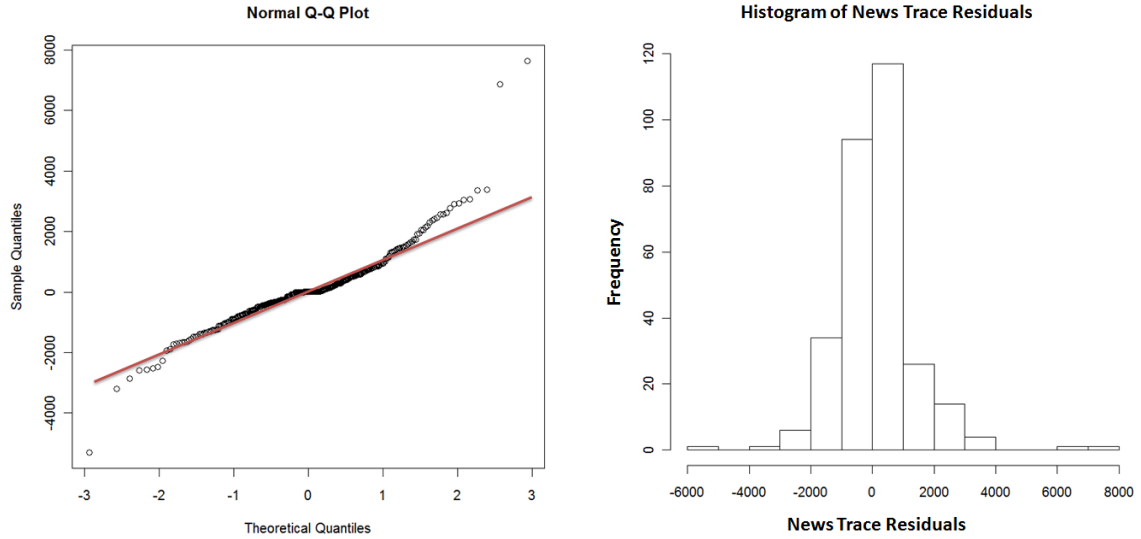 Normal Q-Q Plot
Sample Quantiles
8000
6000
4000
2000
0
-2000
-4000
-3 -2 -1 0 1 2 3
Theoretical Quantiles
Histogram of News Trace Residuals
Frequency
120
100
80
60
40
20
0
-6000 -4000 -2000 0 2000 4000 6000 8000
News Trace Residuals